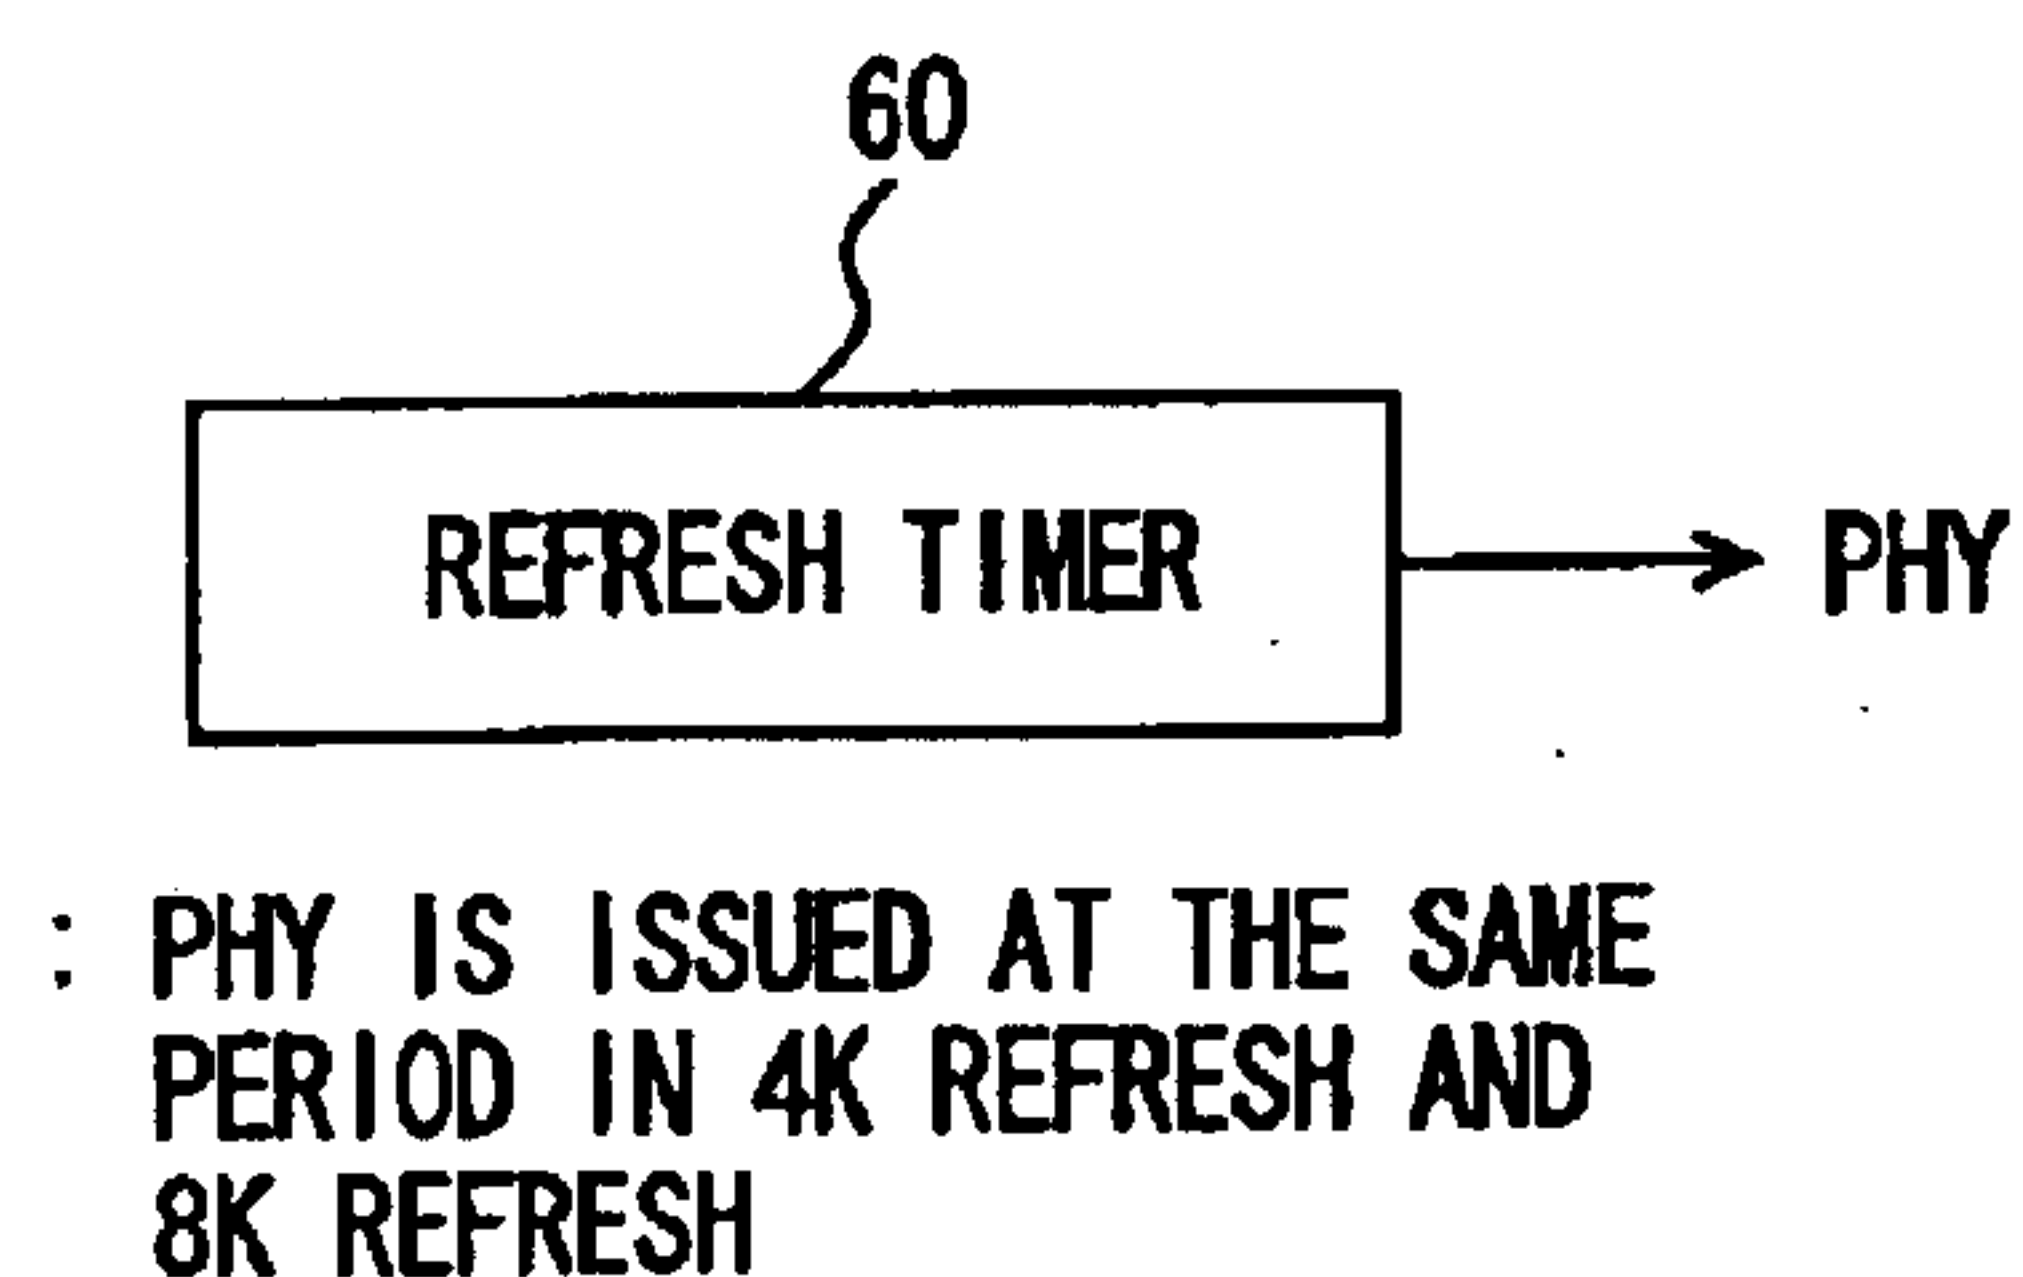 60
REFRESH TIMER
PHY
: PHY IS ISSUED AT THE SAME
PERIOD IN 4K REFRESH AND
8K REFRESH